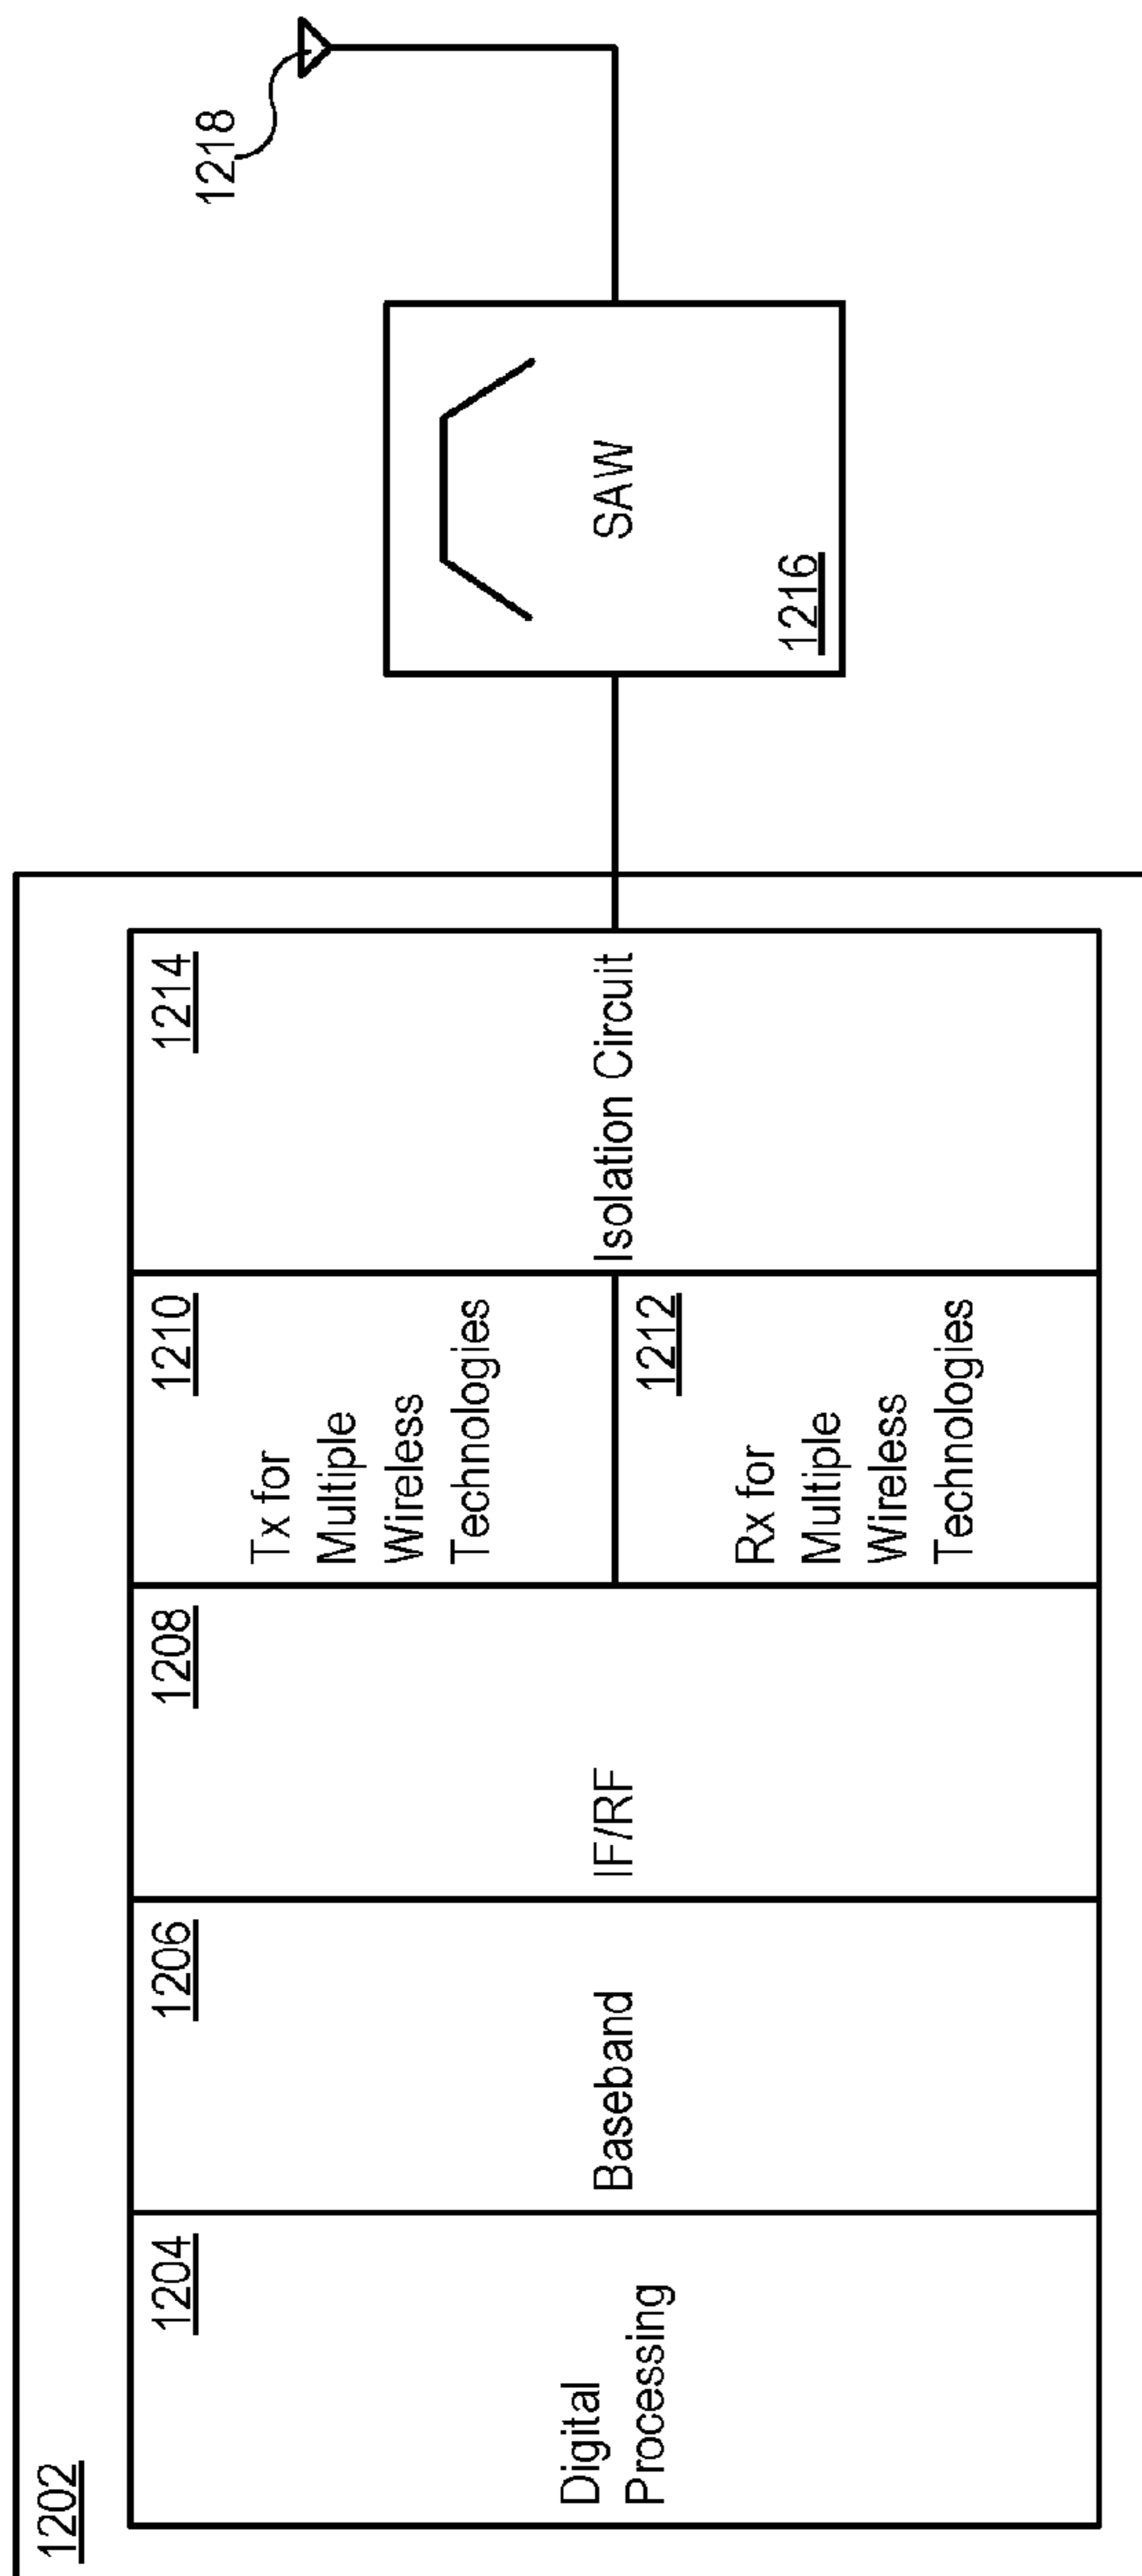 1202
1204
Digital
Processing
1206
Baseband
1208
IF/RF
1210
Tx for
Multiple
Wireless
Technologies
1212
Rx for
Multiple
Wireless
Technologies
1214
Isolation Circuit
SAW
1216
1218